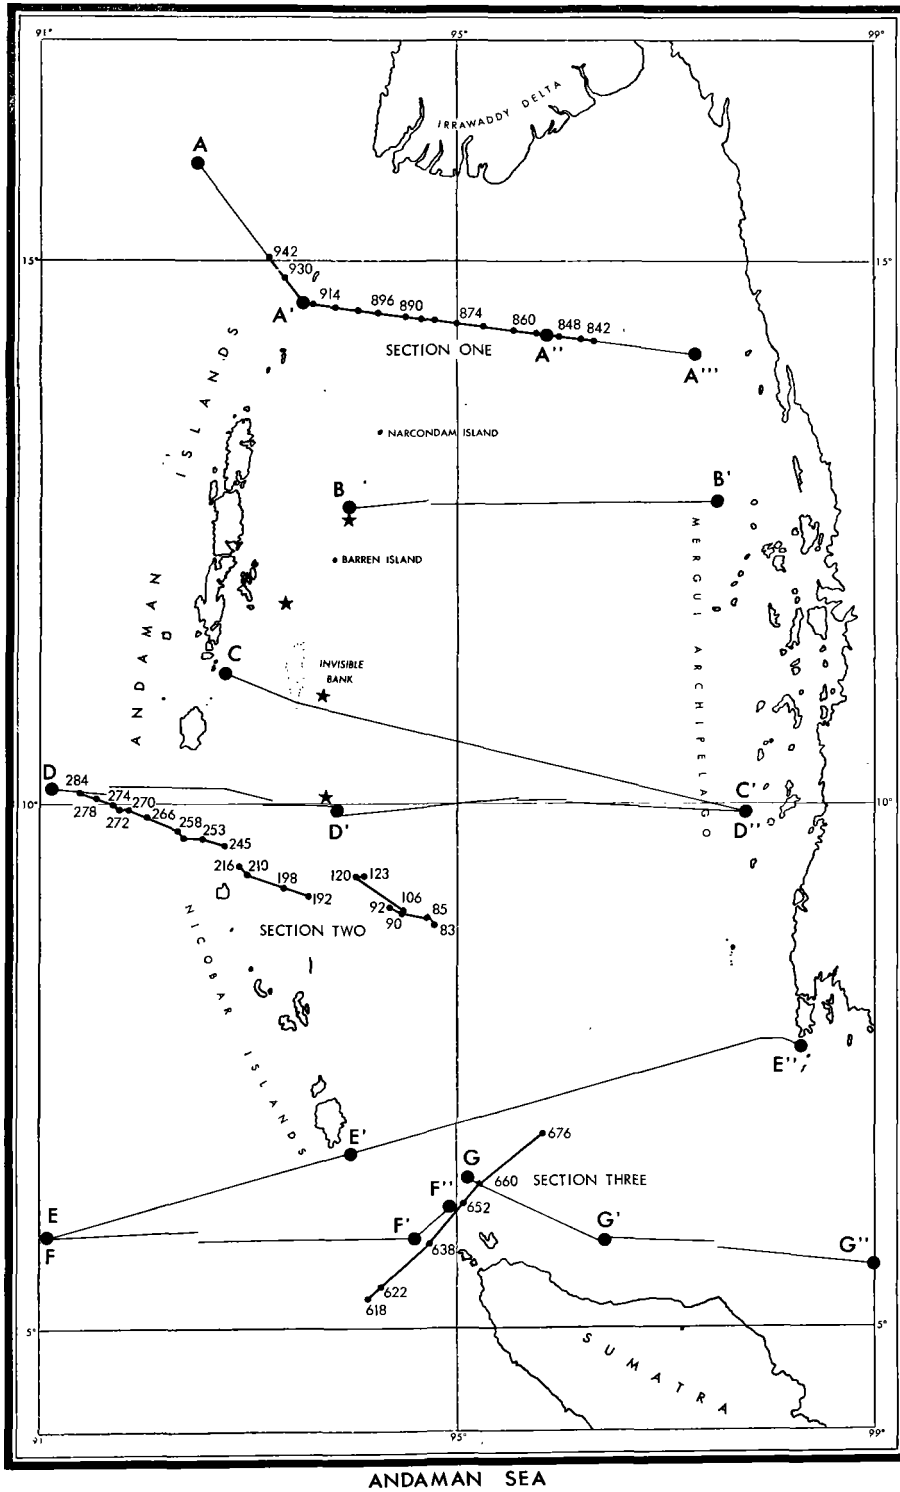 91° 95° 99°
IRRAWADDY DELTA
A
942
15° 15°
930
914
896
890
874
860
848
842
A'
A''
A'''
SECTION ONE
NARCONDAM ISLAND
B
B'
BARREN ISLAND
ANDAMAN ISLANDS
MERGUI ARCHIPELAGO
C
INVISIBLE
BANK
D
284
278
274
272
270
266
258
253
245
10° 10°
D'
C''
D''
216
210
198
192
120
123
106
92
90
85
83
SECTION TWO
NICOBAR ISLANDS
E''
676
E'
G
660
SECTION THREE
F''
652
E
F
F'
638
G'
G''
622
618
5° 5°
SUMATRA
91 95° 99°
ANDAMAN SEA